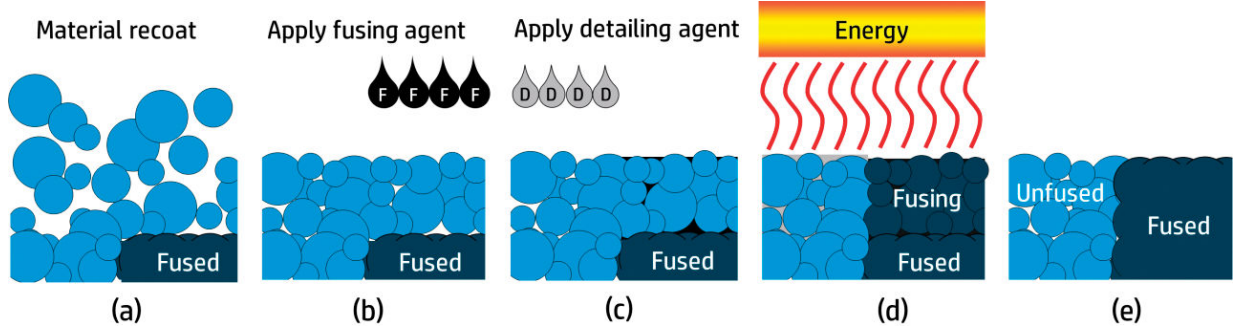 Material recoat
Apply fusing agent
Apply detailing agent
Energy
F F F F
D D D D
Fused
Fused
Fused
Fusing
Fused
Unfused
Fused
(a)
(b)
(c)
(d)
(e)